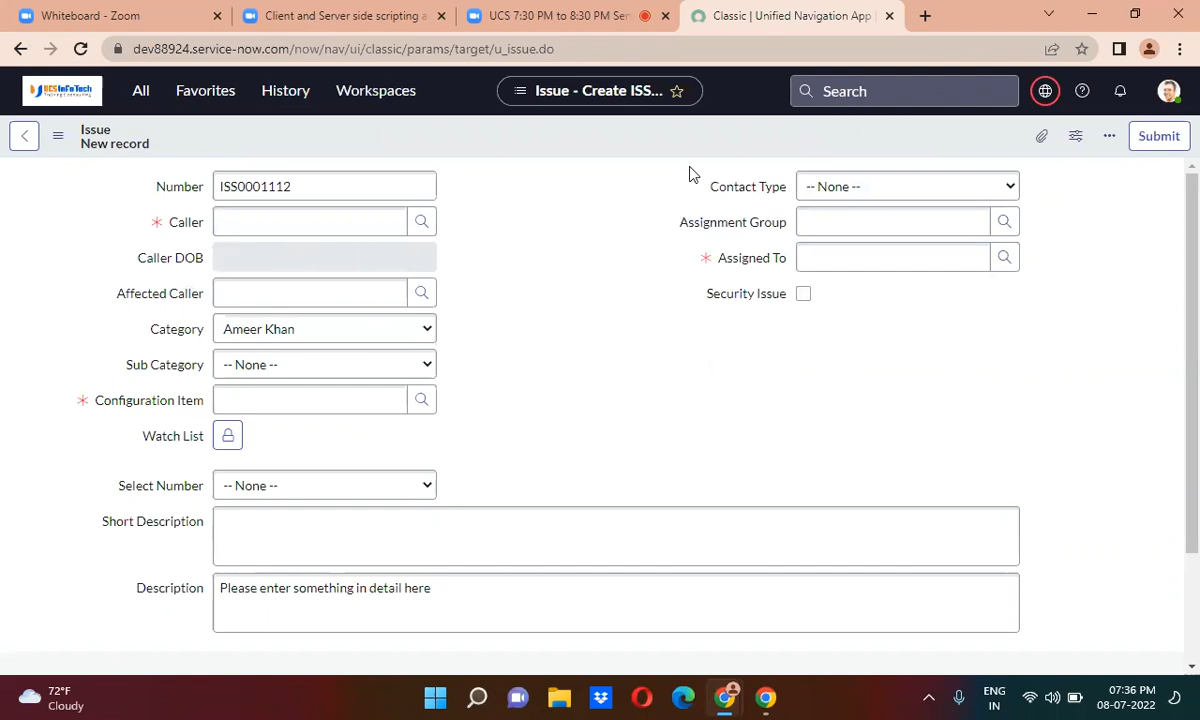 Whiteboard - Zoom
Client and Server side scripting a
UCS 7:30 PM to 8:30 PM Ser
Classic | Unified Navigation App |
dev88924.service-now.com/now/nav/ui/classic/params/target/u_issue.do
UCSInfoTech
All
Favorites
History
Workspaces
Issue - Create ISS...
Search
Issue
New record
Submit
Number
ISS0001112
Contact Type
-- None --
* Caller
Assignment Group
Caller DOB
* Assigned To
Affected Caller
Security Issue
Category
Ameer Khan
Sub Category
-- None --
* Configuration Item
Watch List
Select Number
-- None --
Short Description
Description
Please enter something in detail here
72°F
Cloudy
ENG
IN
07:36 PM
08-07-2022